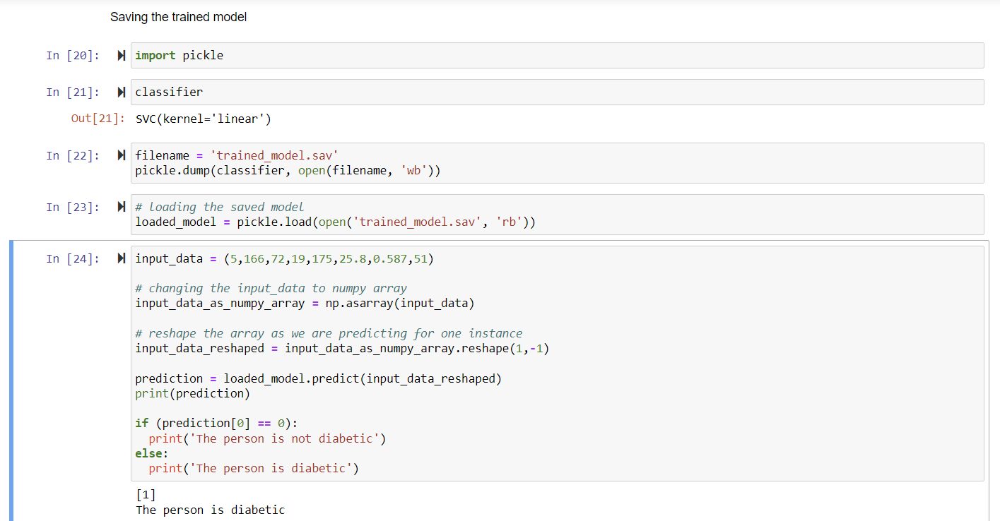 Saving the trained model
In [20]: import pickle
In [21]: classifier
Out[21]: SVC(kernel='linear')
In [22]: filename = 'trained_model.sav'
pickle.dump(classifier, open(filename, 'wb'))
In [23]: # loading the saved model
loaded_model = pickle.load(open('trained_model.sav', 'rb'))
In [24]: input_data = (5,166,72,19,175,25.8,0.587,51)
# changing the input_data to numpy array
input_data_as_numpy_array = np.asarray(input_data)
# reshape the array as we are predicting for one instance
input_data_reshaped = input_data_as_numpy_array.reshape(1,-1)
prediction = loaded_model.predict(input_data_reshaped)
print(prediction)
if (prediction[0] == 0):
  print('The person is not diabetic')
else:
  print('The person is diabetic')
[1]
The person is diabetic